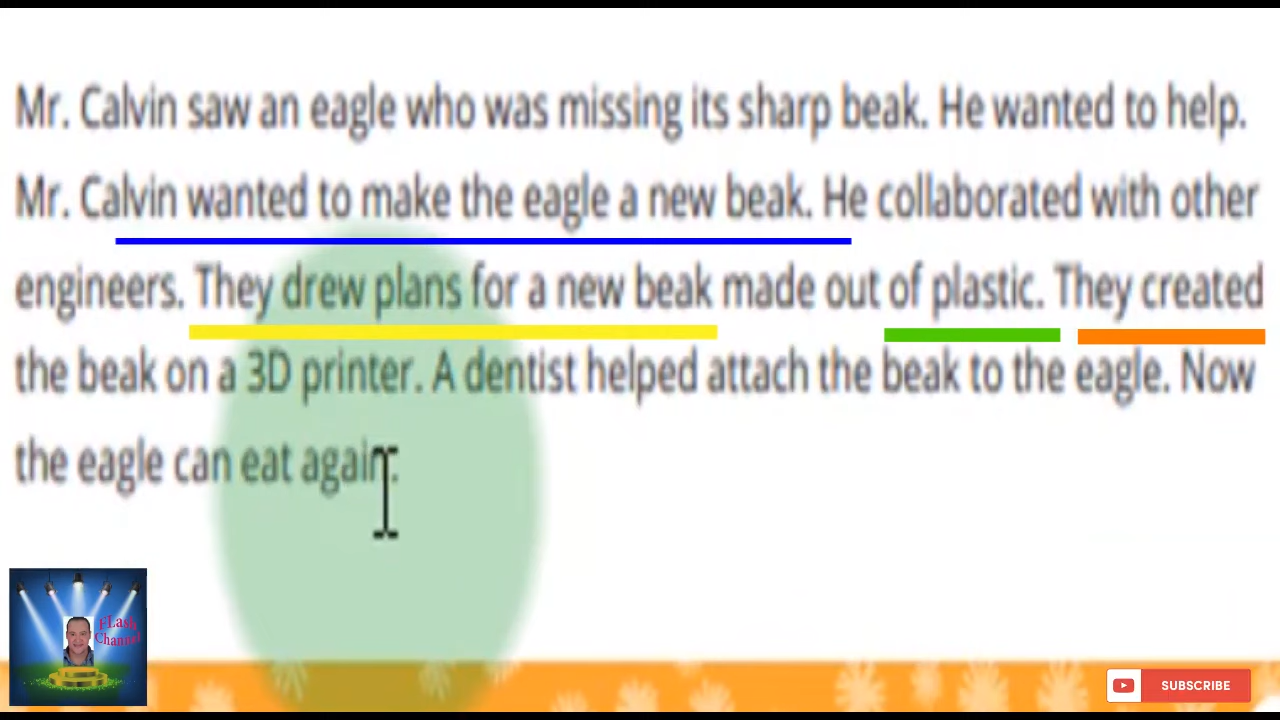 Mr. Calvin saw an eagle who was missing its sharp beak. He wanted to help.
Mr. Calvin wanted to make the eagle a new beak. He collaborated with other
engineers. They drew plans for a new beak made out of plastic. They created
the beak on a 3D printer. A dentist helped attach the beak to the eagle. Now
the eagle can eat again.
FLash
Channel
SUBSCRIBE